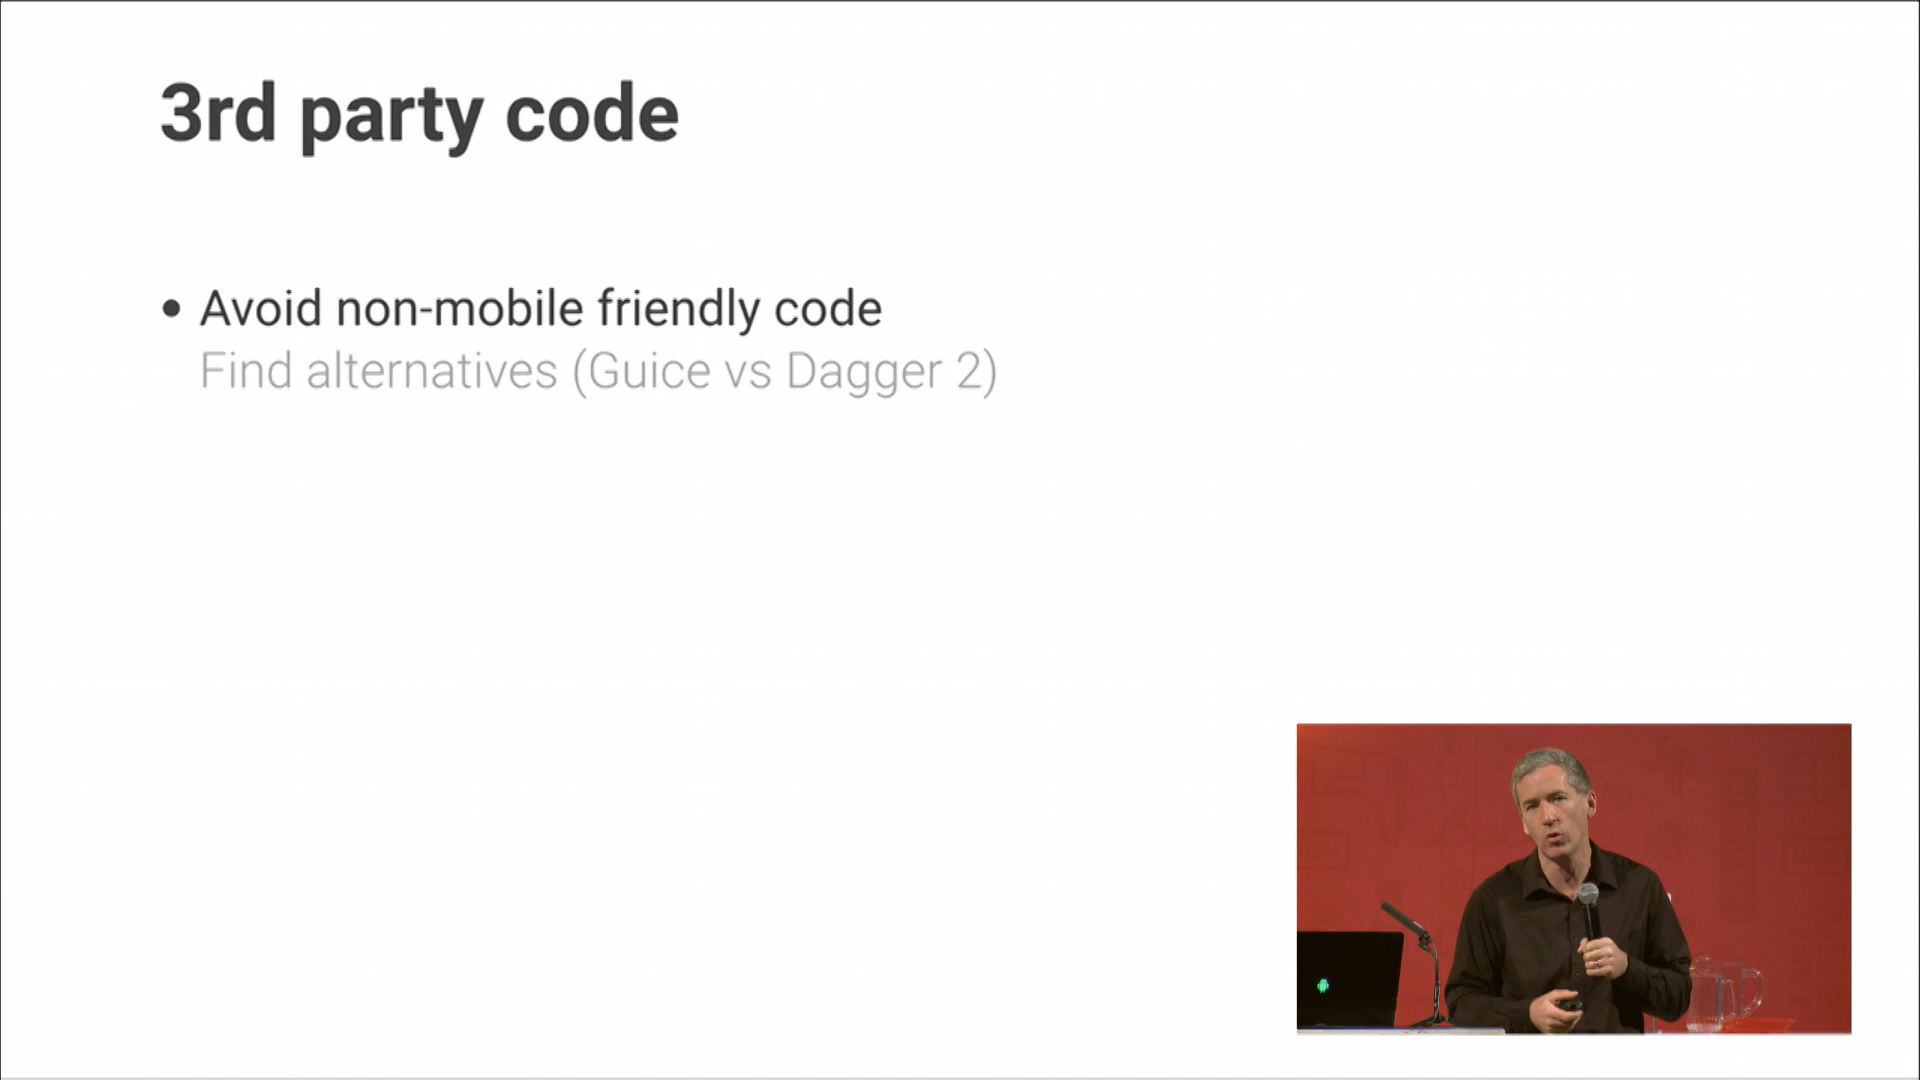 3rd party code
• Avoid non-mobile friendly code
Find alternatives (Guice vs Dagger 2)